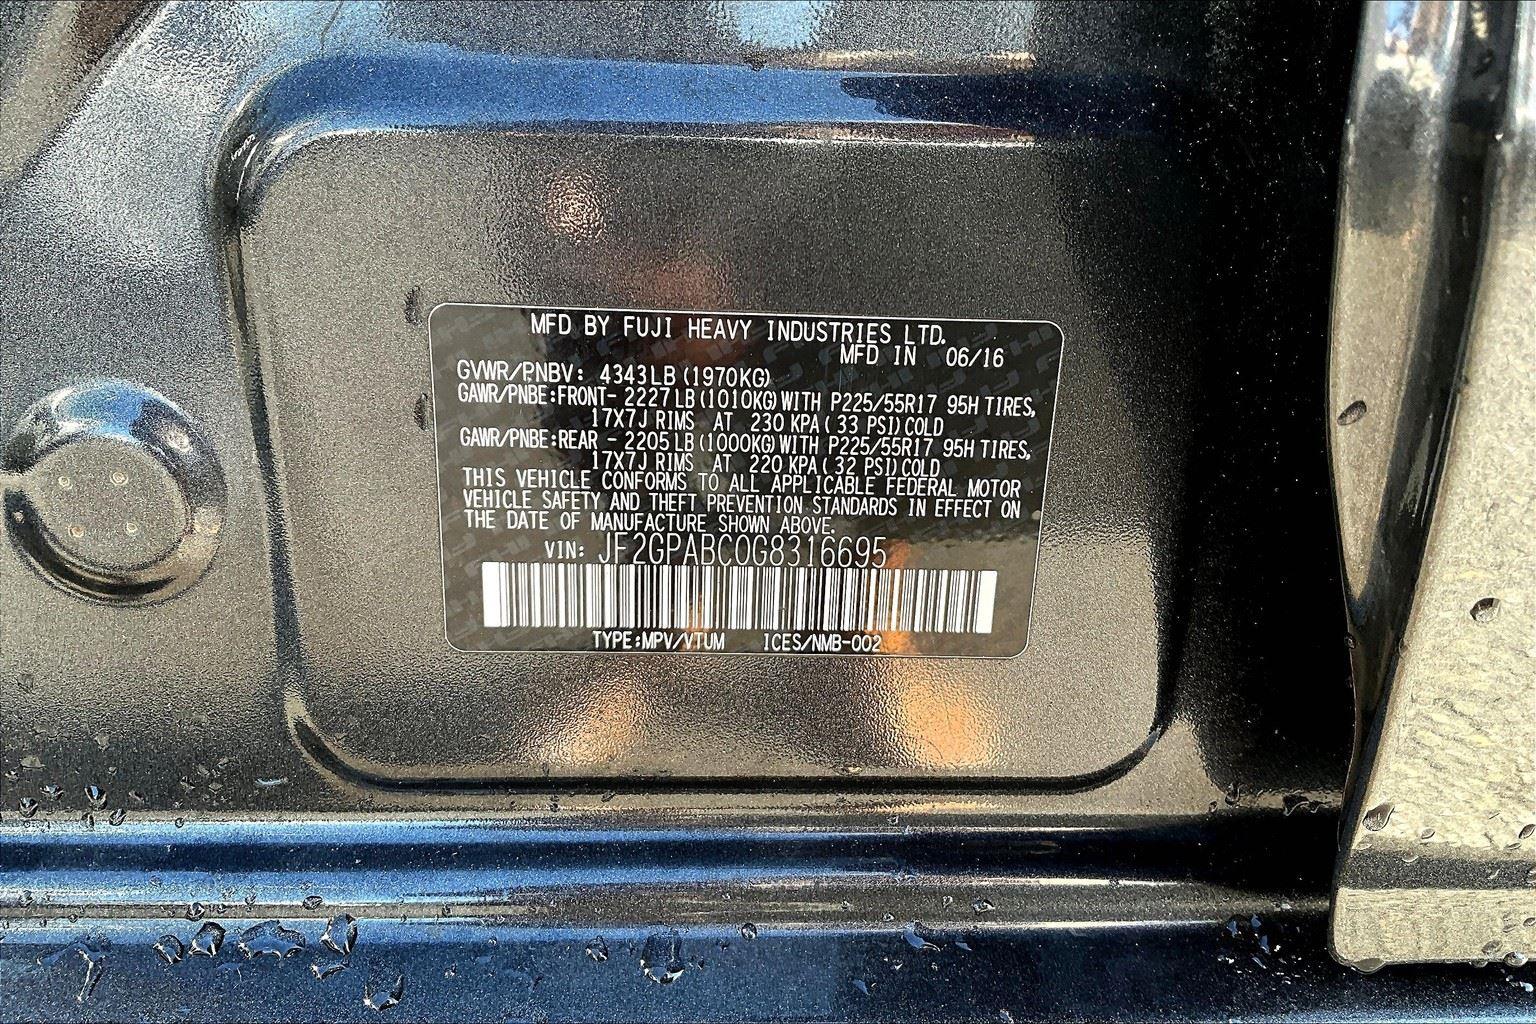 MFD BY FUJI HEAVY INDUSTRIES LTD.
MFD IN 06/16
GVWR/PNBV: 4343LB(1970KG)
GAWR/PNBE:FRONT- 2227LB(1010KG)WITH P225/55R17 95H TIRES,
17X7J RIMS AT 230 KPA( 33 PSI)COLD
GAWR/PNBE:REAR - 2205LB(1000KG)WITH P225/55R17 95H TIRES,
17X7J RIMS AT 220 KPA( 32 PSI)COLD
THIS VEHICLE CONFORMS TO ALL APPLICABLE FEDERAL MOTOR
VEHICLE SAFETY AND THEFT PREVENTION STANDARDS IN EFFECT ON
THE DATE OF MANUFACTURE SHOWN ABOVE.
VIN: JF2GPABC0G8316695
TYPE:MPV/VTUM ICES/NMB-002